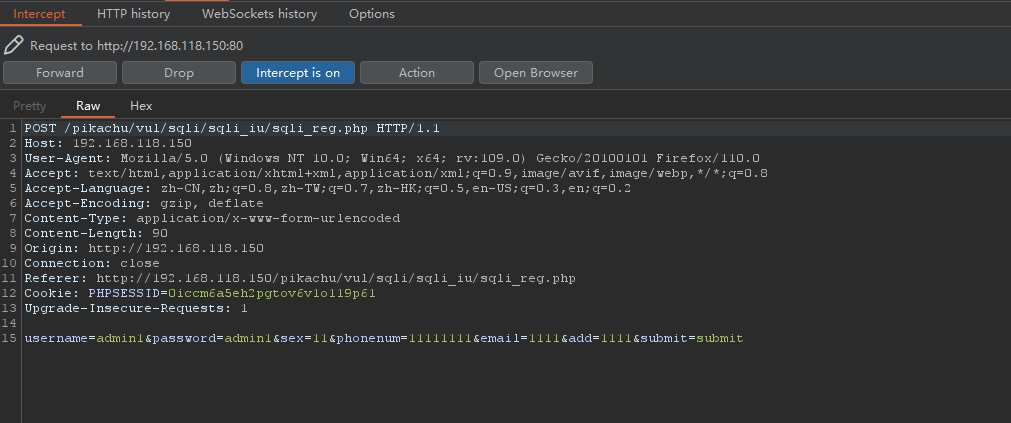 Intercept HTTP history WebSockets history Options
Request to http://192.168.118.150:80
Forward Drop Intercept is on Action Open Browser
Pretty Raw Hex
1 POST /pikachu/vul/sqli/sqli_iu/sqli_reg.php HTTP/1.1
2 Host: 192.168.118.150
3 User-Agent: Mozilla/5.0 (Windows NT 10.0; Win64; x64; rv:109.0) Gecko/20100101 Firefox/110.0
4 Accept: text/html,application/xhtml+xml,application/xml;q=0.9,image/avif,image/webp,*/*;q=0.8
5 Accept-Language: zh-CN,zh;q=0.8,zh-TW;q=0.7,zh-HK;q=0.5,en-US;q=0.3,en;q=0.2
6 Accept-Encoding: gzip, deflate
7 Content-Type: application/x-www-form-urlencoded
8 Content-Length: 90
9 Origin: http://192.168.118.150
10 Connection: close
11 Referer: http://192.168.118.150/pikachu/vul/sqli/sqli_iu/sqli_reg.php
12 Cookie: PHPSESSID=0iccm6a5eh2pgtov6v1o119p61
13 Upgrade-Insecure-Requests: 1
14
15 username=admin1&password=admin1&sex=11&phonenum=11111111&email=1111&add=1111&submit=submit